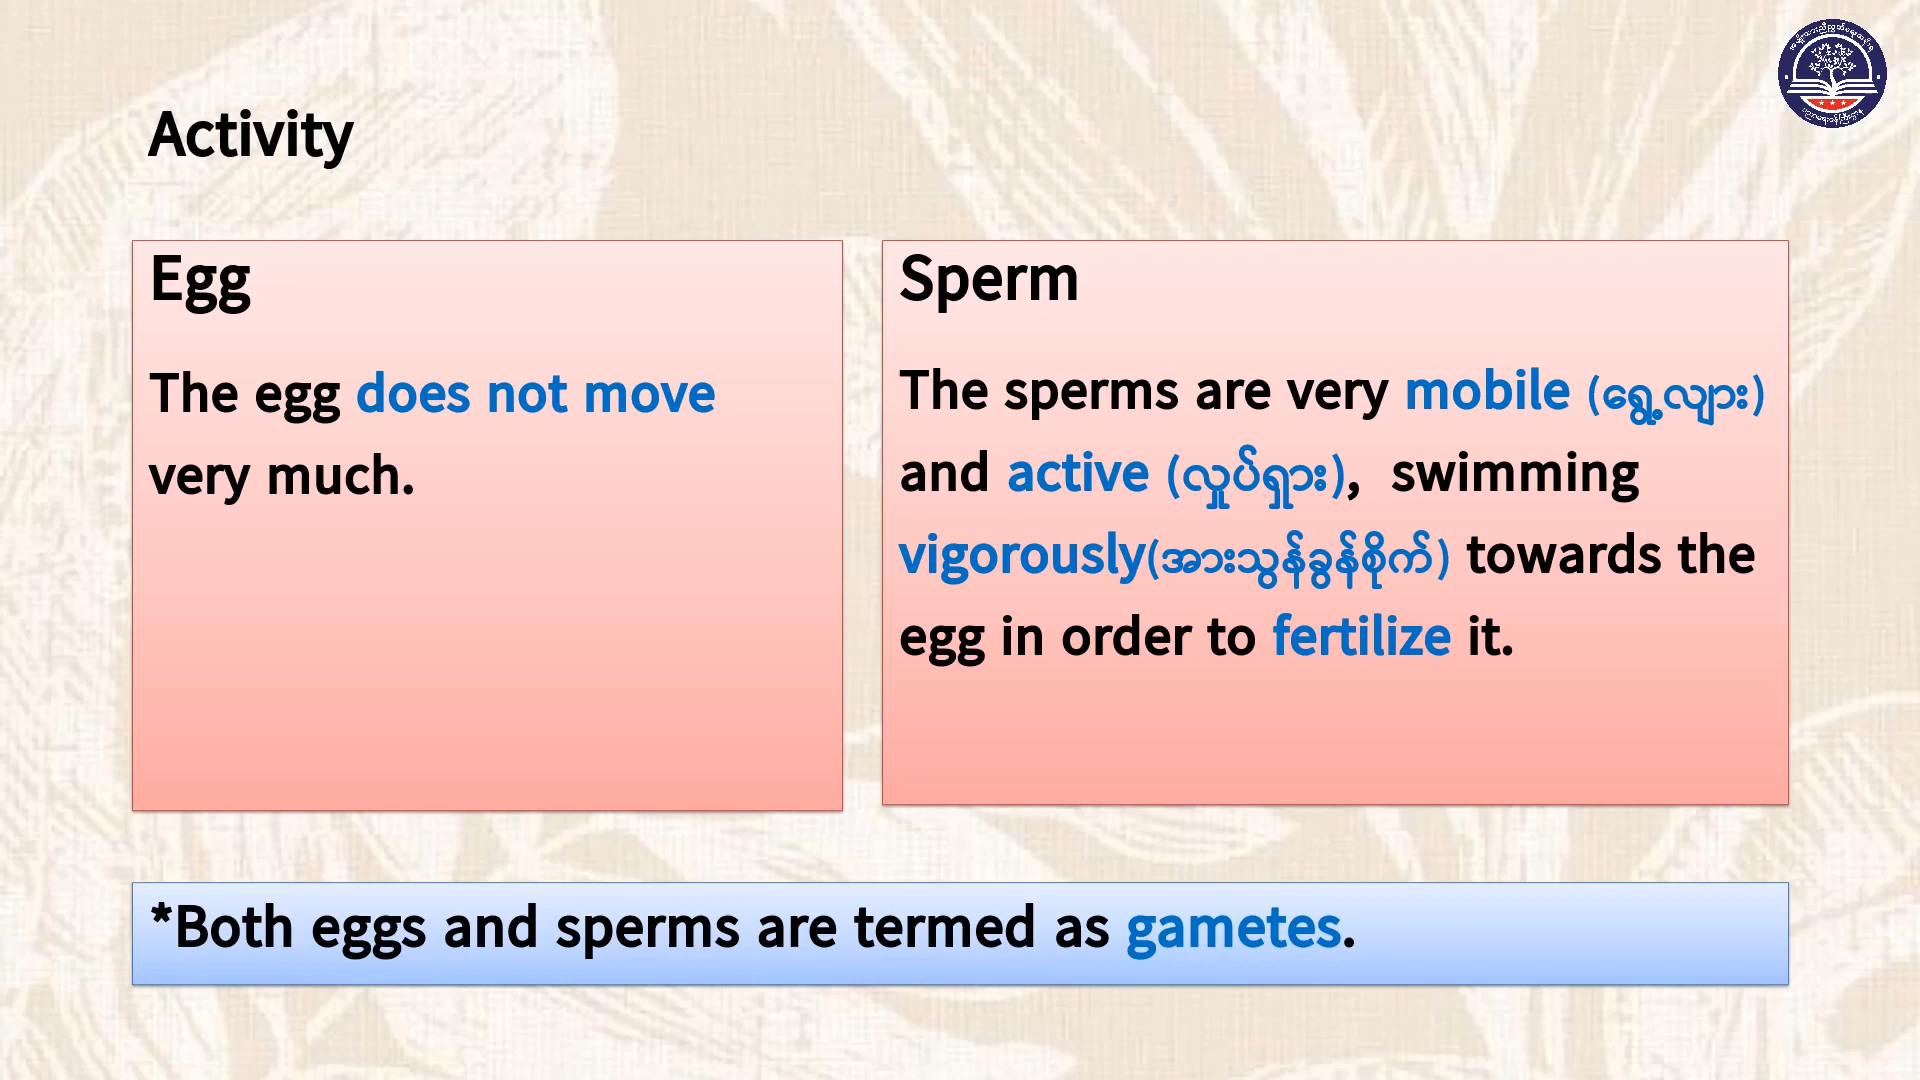 Activity
Egg
The egg does not move
very much.
Sperm
The sperms are very mobile (ရွေ့လျား)
and active (လှုပ်ရှား),  swimming
vigorously(အားသွန်ခွန်စိုက်) towards the
egg in order to fertilize it.
*Both eggs and sperms are termed as gametes.